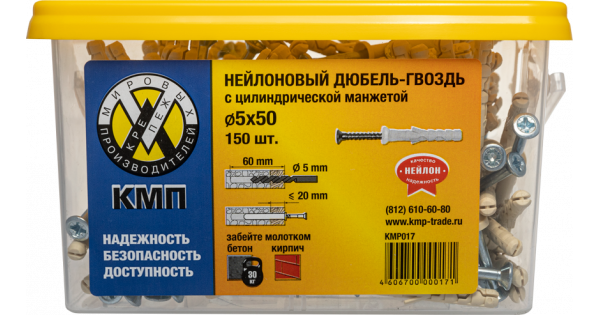 МИРОВЫХ
КРЕПЕЖ
ПРОИЗВОДИТЕЛЕЙ
КМП
НАДЕЖНОСТЬ
БЕЗОПАСНОСТЬ
ДОСТУПНОСТЬ
НЕЙЛОНОВЫЙ ДЮБЕЛЬ-ГВОЗДЬ
с цилиндрической манжетой
ø5x50
150 шт.
60 mm
Ø 5 mm
≤ 20 mm
забейте молотком
бетон кирпич
30
кг
качество
НЕЙЛОН
надежность
(812) 610-60-80
www.kmp-trade.ru
KMP017
4 606700 000171